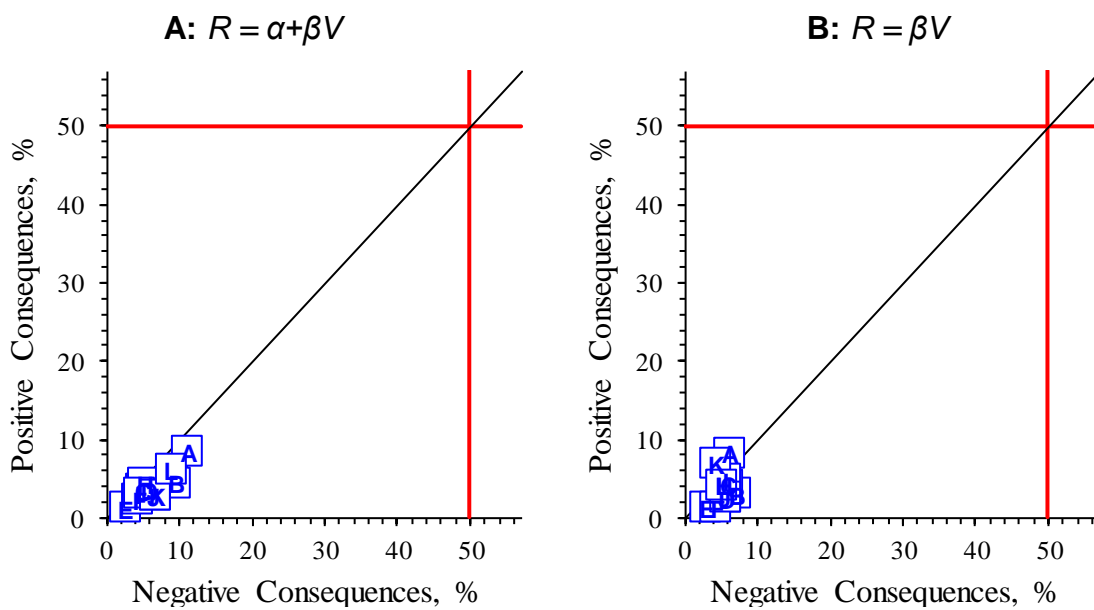 A: R = α+βV
B: R = βV
Positive Consequences, %
50
40
30
20
10
0
A
L
B
K
E
0 10 20 30 40 50
Negative Consequences, %
Positive Consequences, %
50
40
30
20
10
0
A
K
B
0 10 20 30 40 50
Negative Consequences, %